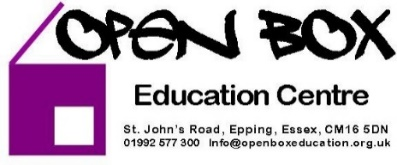 OPEN BOX
Education Centre
St. John's Road, Epping, Essex, CM16 5DN
01992 577 300 Info@openboxeducation.org.uk